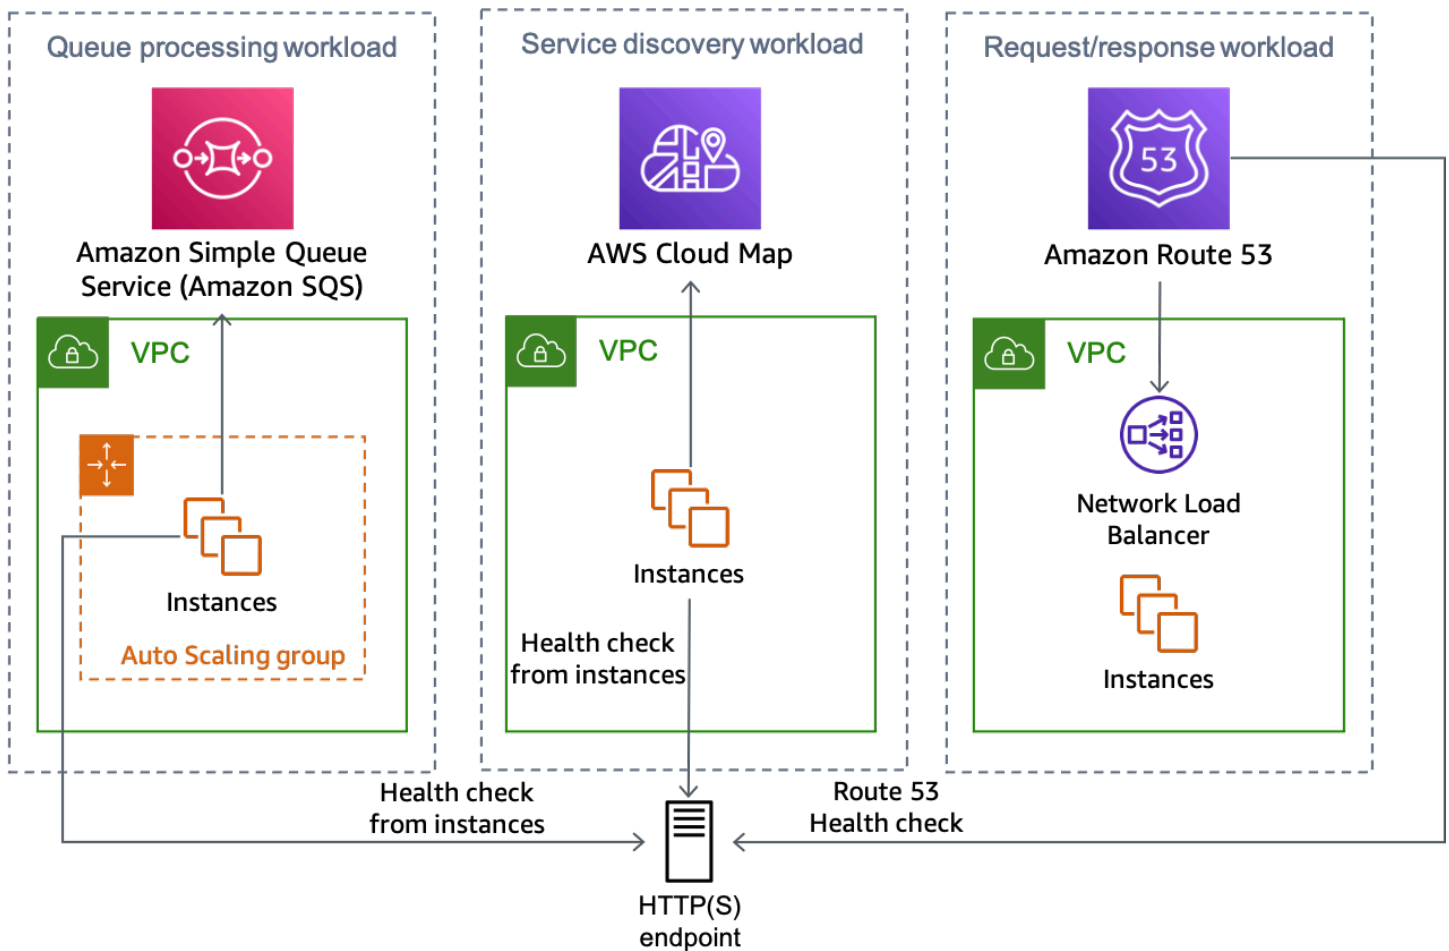 Queue processing workload
Amazon Simple Queue
Service (Amazon SQS)
VPC
Instances
Auto Scaling group
Service discovery workload
AWS Cloud Map
VPC
Instances
Health check
from instances
Request/response workload
53
Amazon Route 53
VPC
Network Load
Balancer
Instances
Health check
from instances
Route 53
Health check
HTTP(S)
endpoint